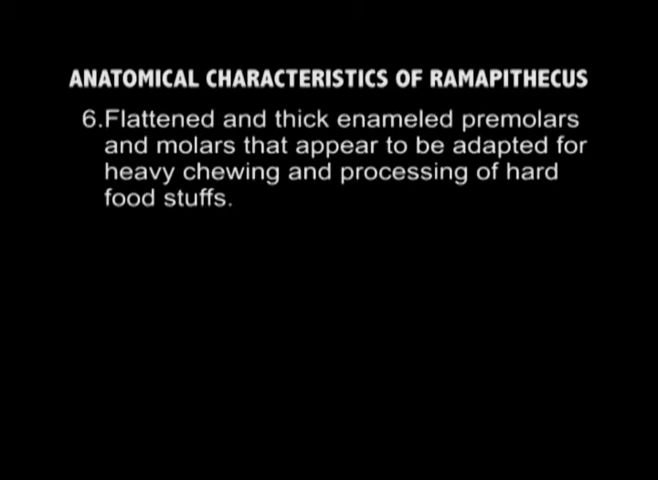 ANATOMICAL CHARACTERISTICS OF RAMAPITHECUS
6.Flattened and thick enameled premolars
and molars that appear to be adapted for
heavy chewing and processing of hard
food stuffs.